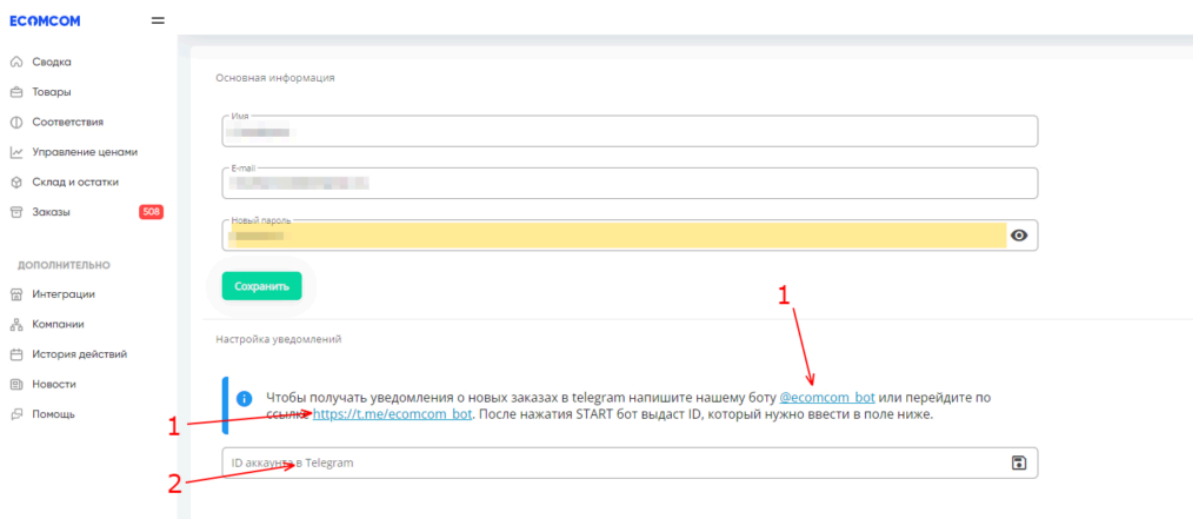 ECOMCOM
Сводка
Товары
Соответствия
Управление ценами
Склад и остатки
Заказы 508
ДОПОЛНИТЕЛЬНО
Интеграции
Компании
История действий
Новости
Помощь
Основная информация
Имя
E-mail
Новый пароль
Сохранить
1
Настройка уведомлений
Чтобы получать уведомления о новых заказах в telegram напишите нашему боту @ecomcom_bot или перейдите по
ссылке https://t.me/ecomcom_bot. После нажатия START бот выдаст ID, который нужно ввести в поле ниже.
1
ID аккаунта в Telegram
2